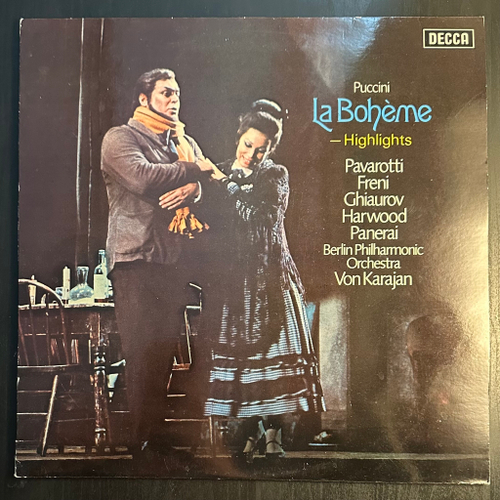 DECCA
Puccini
La Bohème
– Highlights
Pavarotti
Freni
Ghiaurov
Harwood
Panerai
Berlin Philharmonic
Orchestra
Von Karajan